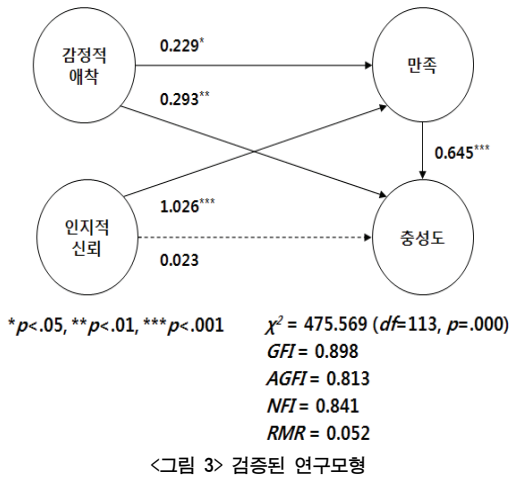 감정적
애착
0.229*
만족
0.293**
0.645***
인지적
신뢰
1.026***
충성도
0.023
*p<.05, **p<.01, ***p<.001
χ² = 475.569 (df=113, p=.000)
GFI = 0.898
AGFI = 0.813
NFI = 0.841
RMR = 0.052
<그림 3> 검증된 연구모형